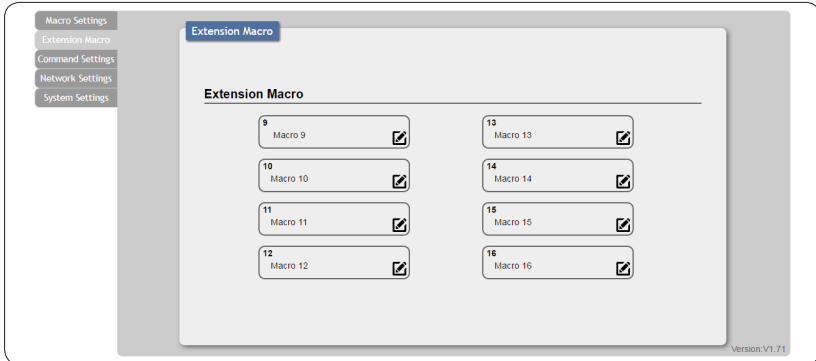 Macro Settings
Extension Macro
Command Settings
Network Settings
System Settings
Extension Macro
Extension Macro
9
Macro 9
10
Macro 10
11
Macro 11
12
Macro 12
13
Macro 13
14
Macro 14
15
Macro 15
16
Macro 16
Version:V1.71